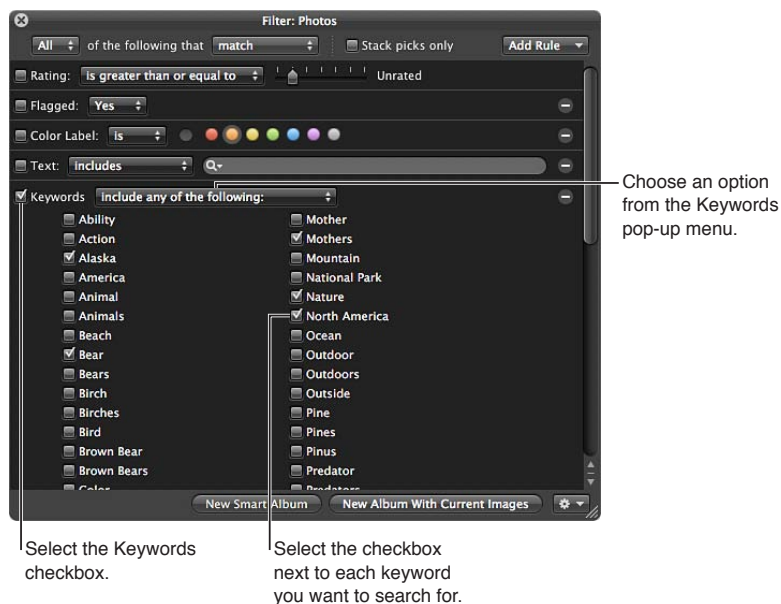 Filter: Photos
All of the following that match Stack picks only Add Rule
Rating: is greater than or equal to Unrated
Flagged: Yes
Color Label: is
Text: includes
Keywords include any of the following:
Choose an option
from the Keywords
pop-up menu.
Ability Mother
Action Mothers
Alaska Mountain
America National Park
Animal Nature
Animals North America
Beach Ocean
Bear Outdoor
Bears Outdoors
Birch Outside
Birches Pine
Bird Pines
Brown Bear Pinus
Brown Bears Predator
Color Predators
New Smart Album New Album With Current Images
Select the Keywords
checkbox.
Select the checkbox
next to each keyword
you want to search for.